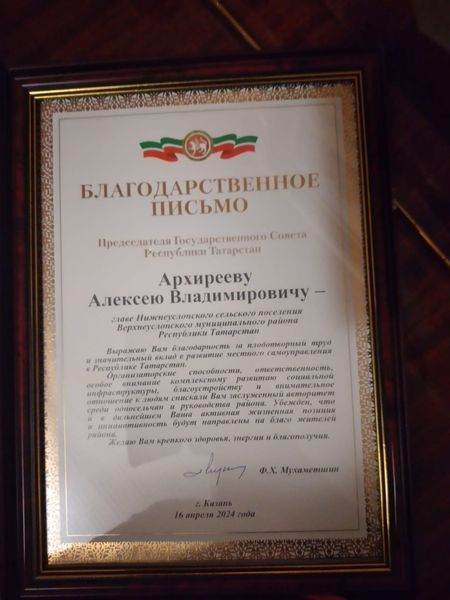 БЛАГОДАРСТВЕННОЕ
ПИСЬМО
Председателя Государственного Совета
Республики Татарстан
Архирееву
Алексею Владимировичу –
главе Нижнеуслонского сельского поселения
Верхнеуслонского муниципального района
Республики Татарстан
Выражаю Вам благодарность за плодотворный труд
и значительный вклад в развитие местного самоуправления
в Республике Татарстан.
Организаторские способности, ответственность,
особое внимание комплексному развитию социальной
инфраструктуры, благоустройству и внимательное
отношение к людям снискали Вам заслуженный авторитет
среди односельчан и руководства района. Убежден, что
и в дальнейшем Ваша активная жизненная позиция
и инициативность будут направлены на благо жителей
района.
Желаю Вам крепкого здоровья, энергии и благополучия.
Ф.Х. Мухаметшин
г. Казань
16 апреля 2024 года